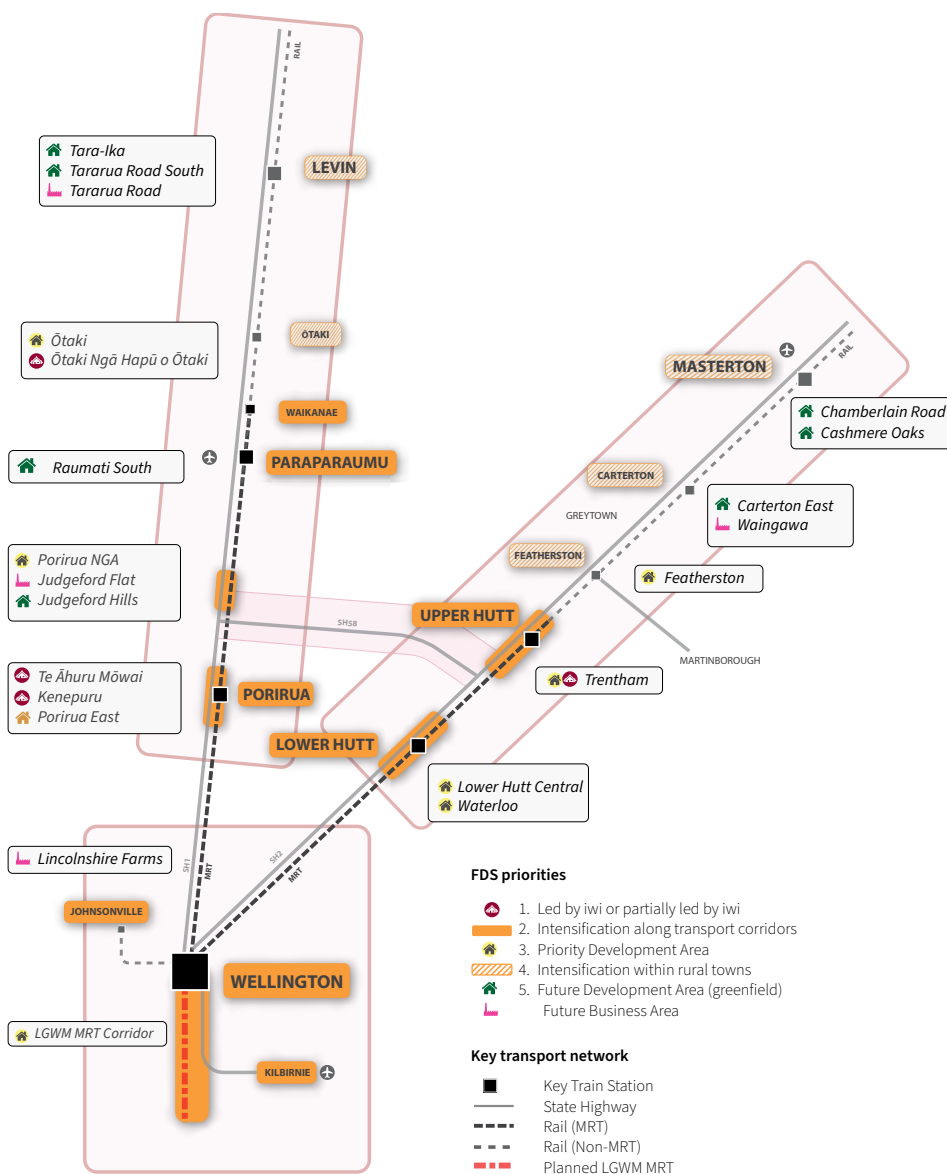 RAIL
Tara-Ika
Tararua Road South
Tararua Road
LEVIN
Ōtaki
Ōtaki Ngā Hapū o Ōtaki
ŌTAKI
WAIKANAE
Raumati South
PARAPARAUMU
MASTERTON
RAIL
Chamberlain Road
Cashmere Oaks
CARTERTON
GREYTOWN
Carterton East
Waingawa
FEATHERSTON
Featherston
Porirua NGA
Judgeford Flat
Judgeford Hills
UPPER HUTT
SH58
MARTINBOROUGH
Te Āhuru Mōwai
Kenepuru
Porirua East
PORIRUA
Trentham
LOWER HUTT
Lower Hutt Central
Waterloo
Lincolnshire Farms
SH1
MRT
SH2
MRT
JOHNSONVILLE
WELLINGTON
LGWM MRT Corridor
KILBIRNIE
FDS priorities
1. Led by iwi or partially led by iwi
2. Intensification along transport corridors
3. Priority Development Area
4. Intensification within rural towns
5. Future Development Area (greenfield)
Future Business Area
Key transport network
Key Train Station
State Highway
Rail (MRT)
Rail (Non-MRT)
Planned LGWM MRT